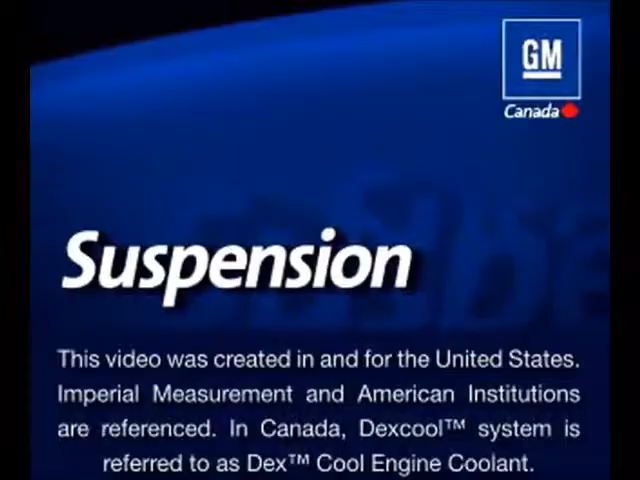 GM
Canada
Suspension
This video was created in and for the United States.
Imperial Measurement and American Institutions
are referenced. In Canada, Dexcool™ system is
referred to as Dex™ Cool Engine Coolant.